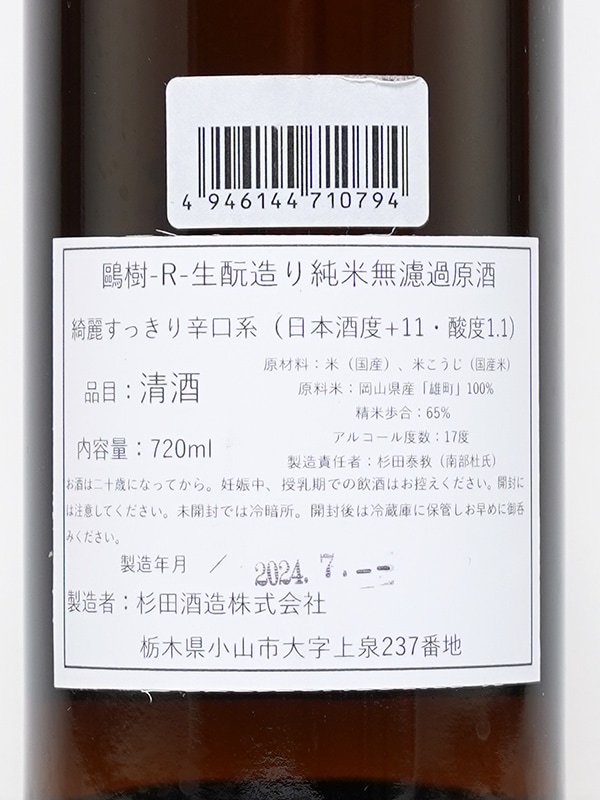 4 946144 710794
鷗樹-R-生酛造り純米無濾過原酒
綺麗すっきり辛口系（日本酒度+11・酸度1.1）
原材料：米（国産）、米こうじ（国産米）
品目：清酒
原料米：岡山県産「雄町」100%
精米歩合：65%
内容量：720ml
アルコール度数：17度
製造責任者：杉田泰教（南部杜氏）
お酒は二十歳になってから。妊娠中、授乳期での飲酒はお控えください。開封に
は注意してください。未開封では冷暗所。開封後は冷蔵庫に保管しお早めに御呑
みください。
製造年月 ／ 2024.7.--
製造者：杉田酒造株式会社
栃木県小山市大字上泉237番地